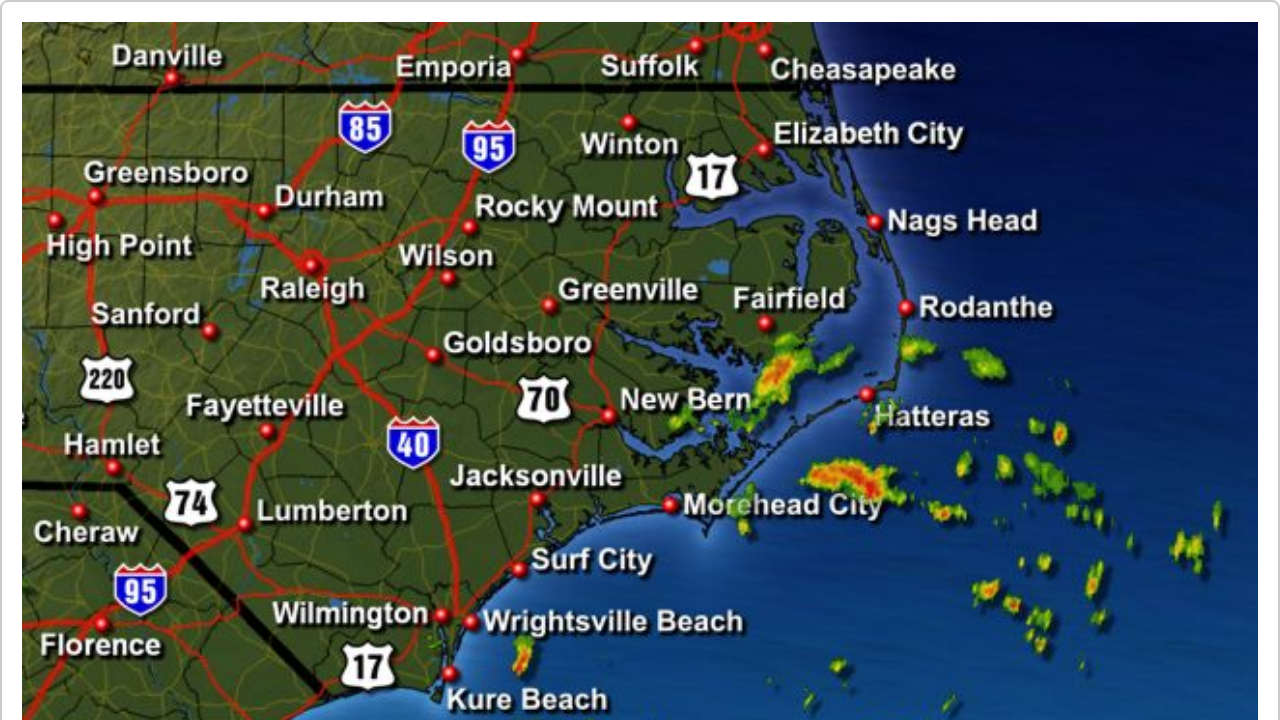 Danville
Emporia
Suffolk
Cheasapeake
85
95
Winton
Elizabeth City
17
Greensboro
Durham
Rocky Mount
Nags Head
High Point
Wilson
Raleigh
Greenville
Fairfield
Rodanthe
Sanford
Goldsboro
220
70
New Bern
Fayetteville
Hatteras
Hamlet
40
Jacksonville
74
Lumberton
Morehead City
Cheraw
Surf City
95
Wilmington
Wrightsville Beach
Florence
17
Kure Beach